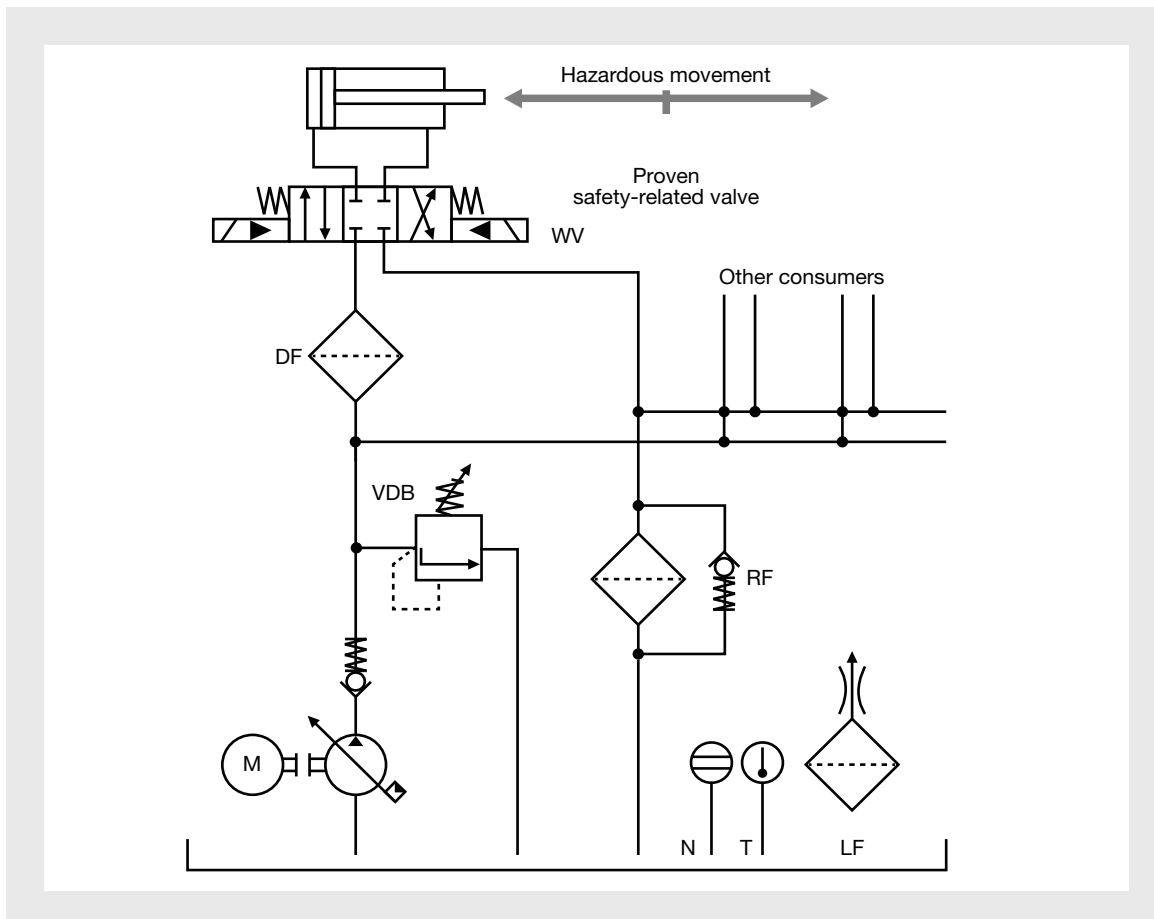 Hazardous movement
Proven
safety-related valve
WV
Other consumers
DF
VDB
RF
M
N
T
LF